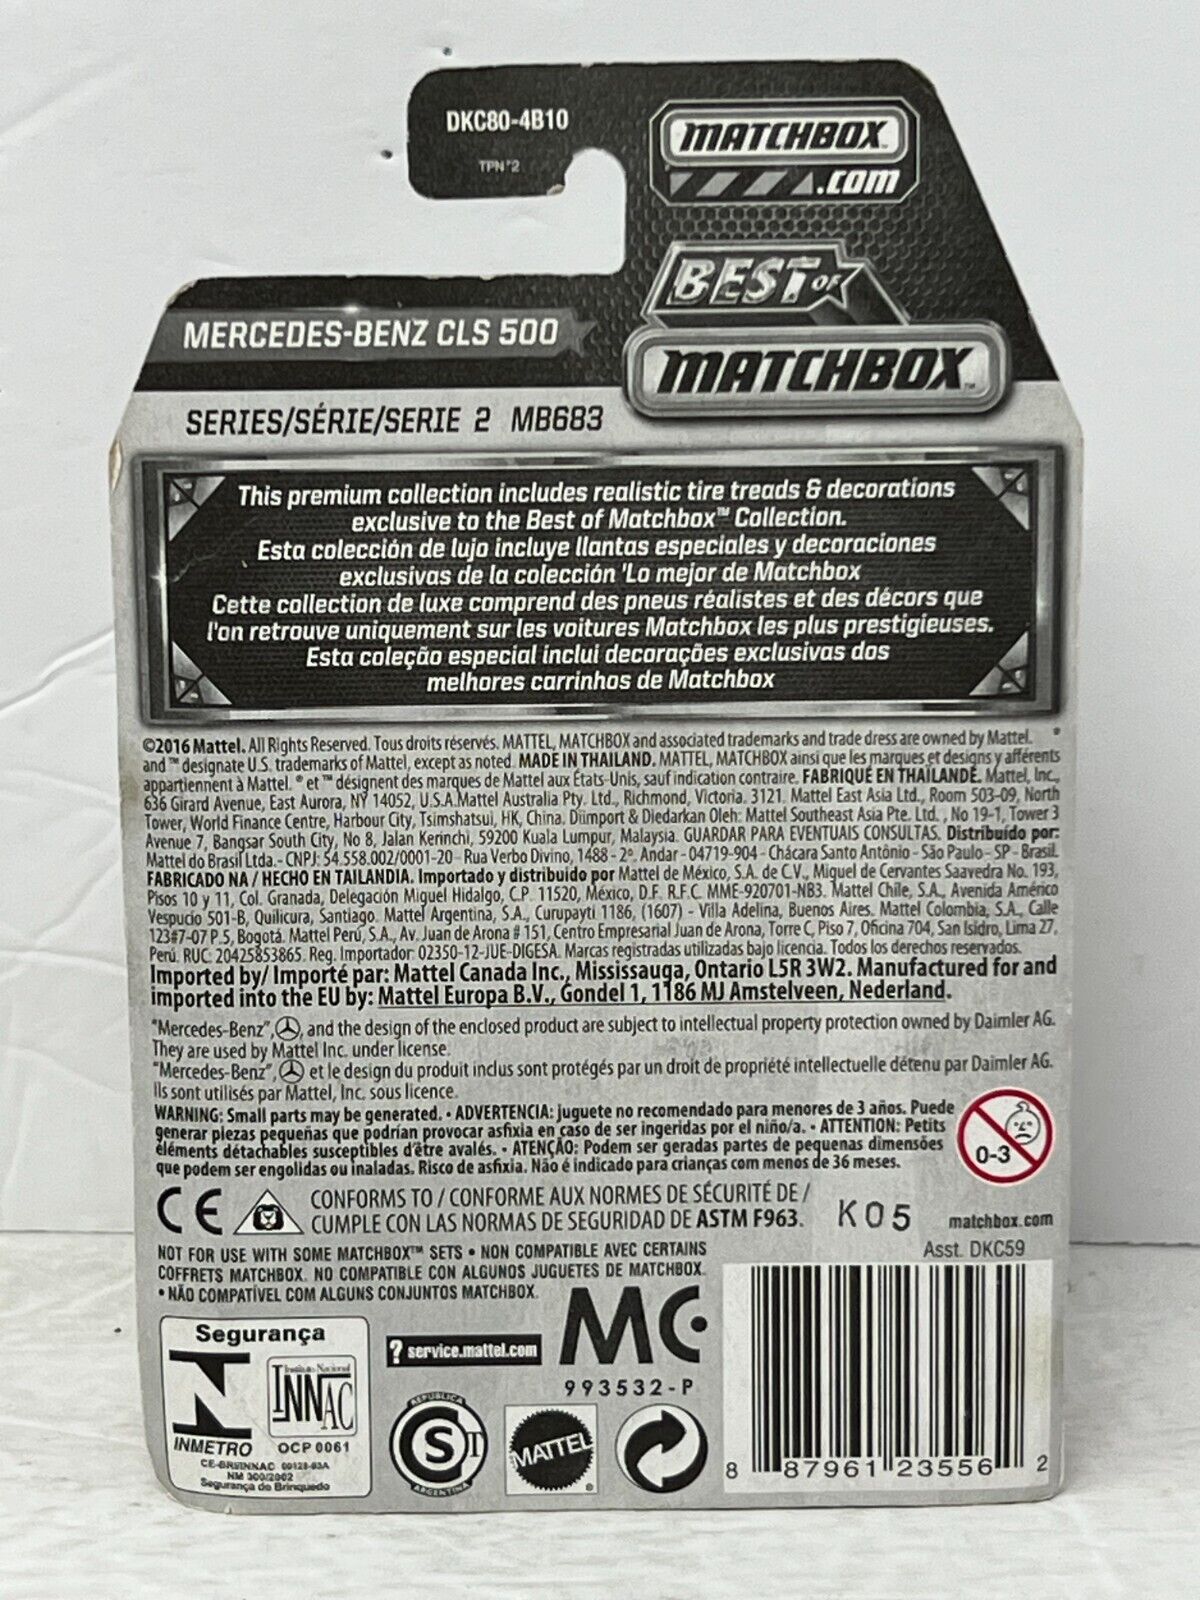 DKC80-4B10
TPN*2
MATCHBOX
.COM
BEST OF
MATCHBOX™
MERCEDES-BENZ CLS 500
SERIES/SÉRIE/SERIE 2 MB683
This premium collection includes realistic tire treads & decorations
exclusive to the Best of Matchbox™ Collection.
Esta colección de lujo incluye llantas especiales y decoraciones
exclusivas de la colección 'Lo mejor de Matchbox
Cette collection de luxe comprend des pneus réalistes et des décors que
l'on retrouve uniquement sur les voitures Matchbox les plus prestigieuses.
Esta coleção especial inclui decorações exclusivas dos
melhores carrinhos de Matchbox
©2016 Mattel. All Rights Reserved. Tous droits réservés. MATTEL, MATCHBOX and associated trademarks and trade dress are owned by Mattel. ®
and ™ designate U.S. trademarks of Mattel, except as noted. MADE IN THAILAND. MATTEL, MATCHBOX ainsi que les marques et designs y afférents
appartiennent à Mattel. ® et ™ désignent des marques de Mattel aux États-Unis, sauf indication contraire. FABRIQUÉ EN THAÏLANDE. Mattel, Inc.,
636 Girard Avenue, East Aurora, NY 14052, U.S.A. Mattel Australia Pty. Ltd., Richmond, Victoria. 3121. Mattel East Asia Ltd., Room 503-09, North
Tower, World Finance Centre, Harbour City, Tsimshatsui, HK, China. Diimport & Diedarkan Oleh: Mattel Southeast Asia Pte. Ltd., No 19-1, Tower 3
Avenue 7, Bangsar South City, No 8, Jalan Kerinchi, 59200 Kuala Lumpur, Malaysia. GUARDAR PARA EVENTUAIS CONSULTAS. Distribuído por:
Mattel do Brasil Ltda. - CNPJ: 54.558.002/0001-20 - Rua Verbo Divino, 1488 - 2º. Andar - 04719-904 - Chácara Santo Antônio - São Paulo - SP - Brasil.
FABRICADO NA / HECHO EN TAILANDIA. Importado y distribuido por Mattel de México, S.A. de C.V., Miguel de Cervantes Saavedra No. 193,
Pisos 10 y 11, Col. Granada, Delegación Miguel Hidalgo, C.P. 11520, México, D.F. R.F.C. MME-920701-NB3. Mattel Chile, S.A., Avenida Américo
Vespucio 501-B, Quilicura, Santiago. Mattel Argentina, S.A., Curupayti 1186, (1607) - Villa Adelina, Buenos Aires. Mattel Colombia, S.A., Calle
123#7-07 P.5, Bogotá. Mattel Perú, S.A., Av. Juan de Arona # 151, Centro Empresarial Juan de Arona, Torre C, Piso 7, Oficina 704, San Isidro, Lima 27,
Perú. RUC: 20425853865. Reg. Importador: 02350-12-JUE-DIGESA. Marcas registradas utilizadas bajo licencia. Todos los derechos reservados.
Imported by/ Importé par: Mattel Canada Inc., Mississauga, Ontario L5R 3W2. Manufactured for and
imported into the EU by: Mattel Europa B.V., Gondel 1, 1186 MJ Amstelveen, Nederland.
"Mercedes-Benz", and the design of the enclosed product are subject to intellectual property protection owned by Daimler AG.
They are used by Mattel Inc. under license.
"Mercedes-Benz", et le design du produit inclus sont protégés par un droit de propriété intellectuelle détenu par Daimler AG.
Ils sont utilisés par Mattel, Inc. sous licence.
WARNING: Small parts may be generated. • ADVERTENCIA: juguete no recomendado para menores de 3 años. Puede
generar piezas pequeñas que podrían provocar asfixia en caso de ser ingeridas por el niño/a. • ATTENTION: Petits
éléments détachables susceptibles d'être avalés. • ATENÇÃO: Podem ser geradas partes de pequenas dimensões
que podem ser engolidas ou inaladas. Risco de asfixia. Não é indicado para crianças com menos de 36 meses.
0-3
CE
CONFORMS TO / CONFORME AUX NORMES DE SÉCURITÉ DE /
CUMPLE CON LAS NORMAS DE SEGURIDAD DE ASTM F963.
K05
matchbox.com
NOT FOR USE WITH SOME MATCHBOX™ SETS • NON COMPATIBLE AVEC CERTAINS
COFFRETS MATCHBOX. NO COMPATIBLE CON ALGUNOS JUGUETES DE MATCHBOX.
• NÃO COMPATÍVEL COM ALGUNS CONJUNTOS MATCHBOX.
Asst. DKC59
Segurança
INMETRO
Instituto Nacional
INNAC
OCP 0061
CE-BRI/INNAC 00128-03A
NM 300/2002
Segurança do Brinquedo
? service.mattel.com
MC
993532-P
REPUBLICA
S
ARGENTINA
MATTEL
8 87961 23556 2